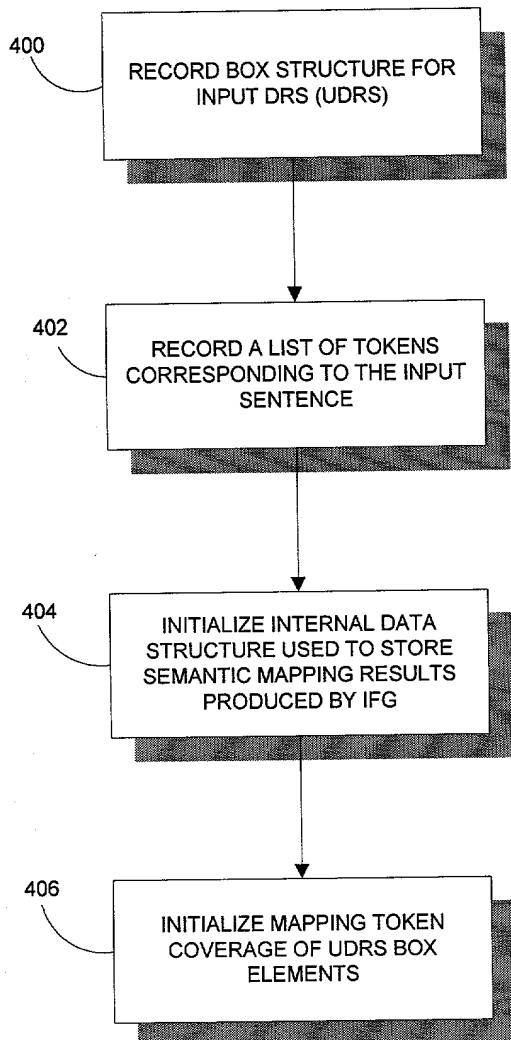 400
RECORD BOX STRUCTURE FOR
INPUT DRS (UDRS)
402
RECORD A LIST OF TOKENS
CORRESPONDING TO THE INPUT
SENTENCE
404
INITIALIZE INTERNAL DATA
STRUCTURE USED TO STORE
SEMANTIC MAPPING RESULTS
PRODUCED BY IFG
406
INITIALIZE MAPPING TOKEN
COVERAGE OF UDRS BOX
ELEMENTS